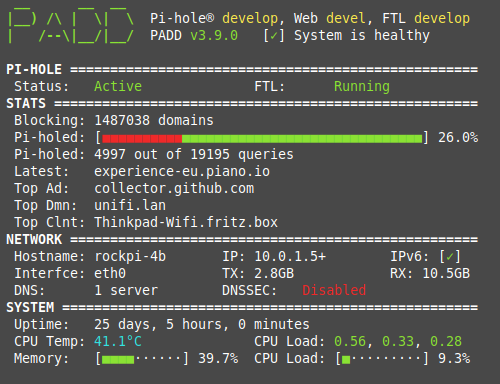 Pi-hole® develop, Web devel, FTL develop
PADD v3.9.0 [✓] System is healthy
PI-HOLE ===================================================
Status: Active FTL: Running
STATS =====================================================
Blocking: 1487038 domains
Pi-holed: [■■■■■■■■■■■■■■■■■■■■■■■■■■■■■■■■■■■■■■■■] 26.0%
Pi-holed: 4997 out of 19195 queries
Latest: experience-eu.piano.io
Top Ad: collector.github.com
Top Dmn: unifi.lan
Top Clnt: Thinkpad-Wifi.fritz.box
NETWORK ===================================================
Hostname: rockpi-4b IP: 10.0.1.5+ IPv6: [✓]
Interfce: eth0 TX: 2.8GB RX: 10.5GB
DNS: 1 server DNSSEC: Disabled
SYSTEM ====================================================
Uptime: 25 days, 5 hours, 0 minutes
CPU Temp: 41.1°C CPU Load: 0.56, 0.33, 0.28
Memory: [■■■■······] 39.7% CPU Load: [■·········] 9.3%